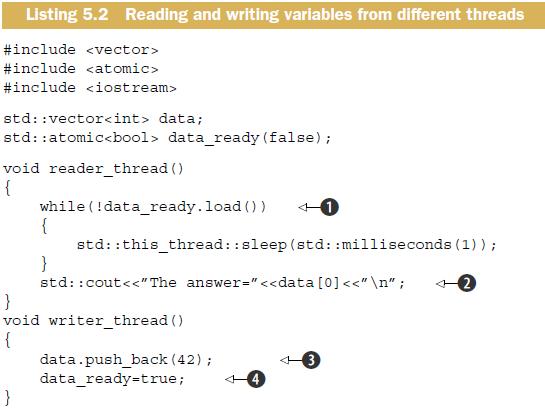 Listing 5.2 Reading and writing variables from different threads
#include <vector>
#include <atomic>
#include <iostream>
std::vector<int> data;
std::atomic<bool> data_ready(false);
void reader_thread()
{
while(!data_ready.load()) 1
{
std::this_thread::sleep(std::milliseconds(1));
}
std::cout<<”The answer=”<<data[0]<<”\n”; 2
}
void writer_thread()
{
data.push_back(42); 3
data_ready=true; 4
}